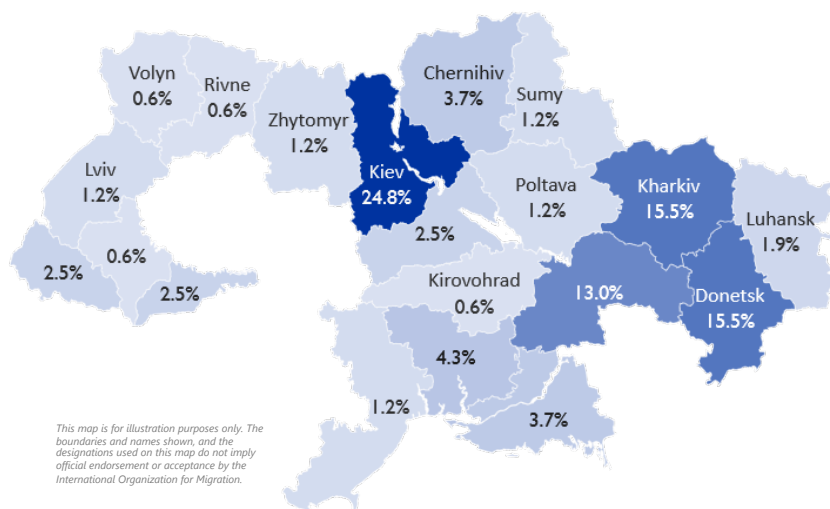 Volyn
0.6%
Rivne
0.6%
Zhytomyr
1.2%
Chernihiv
3.7%
Sumy
1.2%
Lviv
1.2%
Kiev
24.8%
Poltava
1.2%
Kharkiv
15.5%
Luhansk
1.9%
2.5%
0.6%
2.5%
2.5%
Kirovohrad
0.6%
13.0%
Donetsk
15.5%
4.3%
1.2%
3.7%
This map is for illustration purposes only. The
boundaries and names shown, and the
designations used on this map do not imply
official endorsement or acceptance by the
International Organization for Migration.